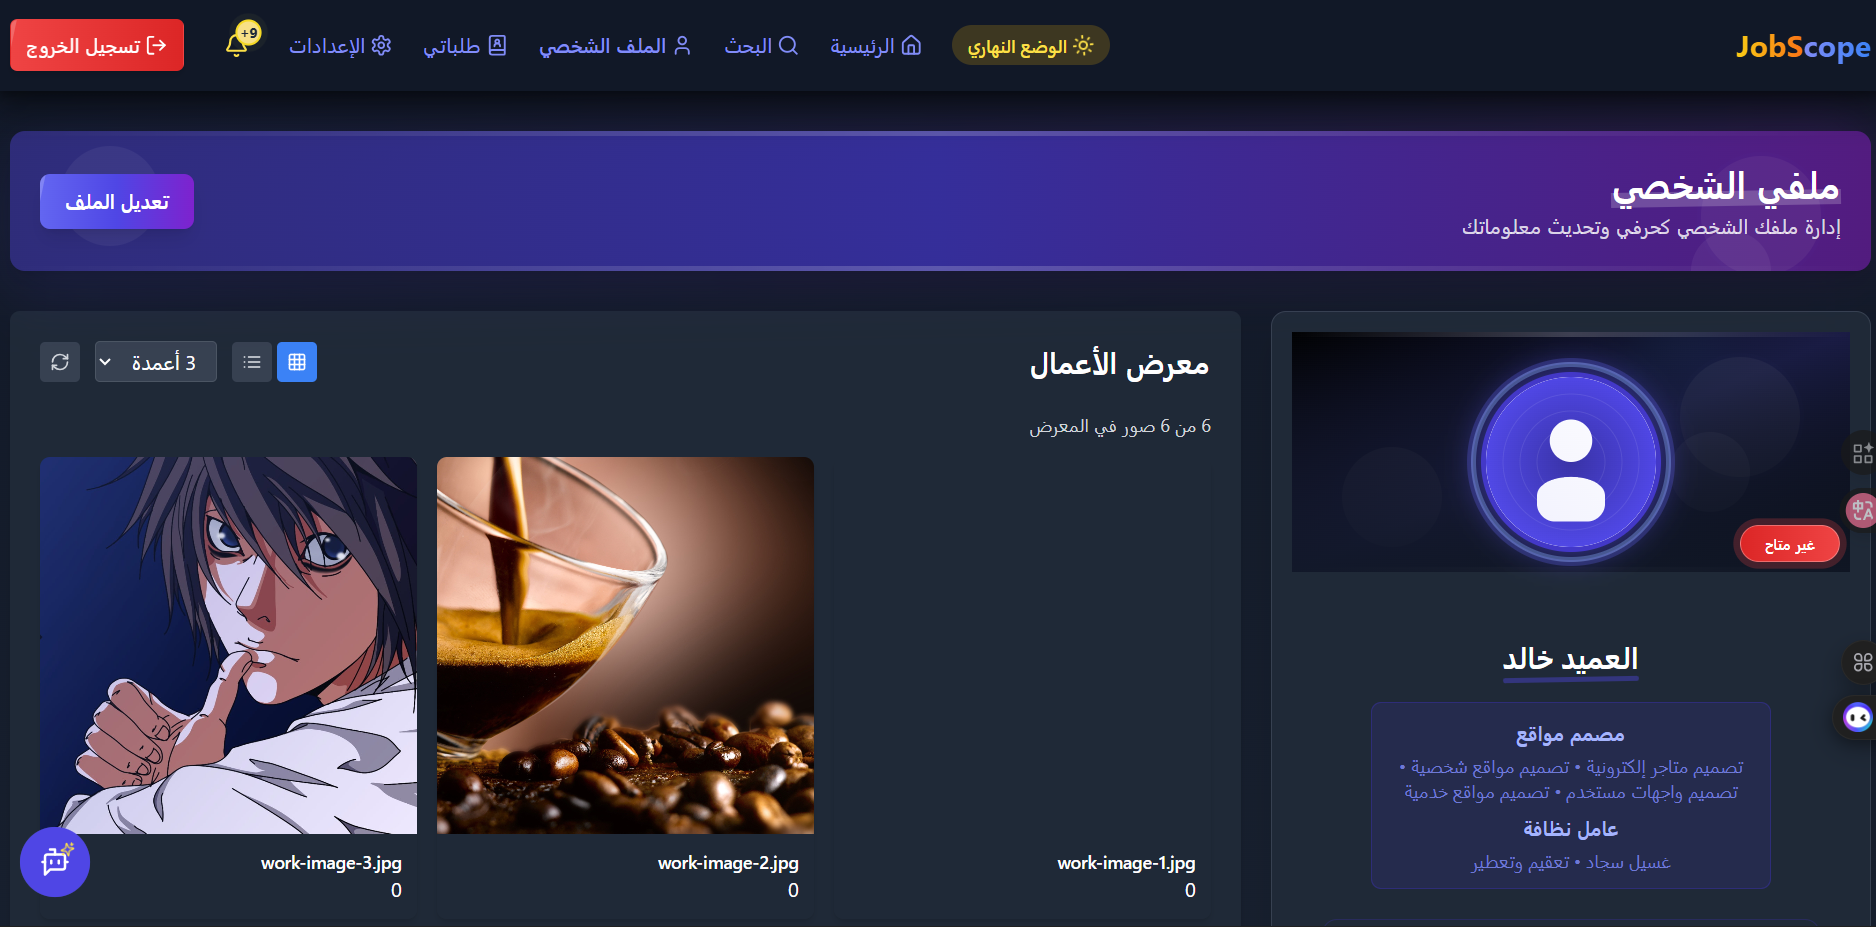 JobScope
الوضع النهاري
الرئيسية
البحث
الملف الشخصي
طلباتي
الإعدادات
+9
تسجيل الخروج
ملفي الشخصي
إدارة ملفك الشخصي كحرفي وتحديث معلوماتك
تعديل الملف
غير متاح
العميد خالد
مصمم مواقع
تصميم متاجر إلكترونية • تصميم مواقع شخصية •
تصميم واجهات مستخدم • تصميم مواقع خدمية
عامل نظافة
غسيل سجاد • تعقيم وتعطير
معرض الأعمال
3 أعمدة
6 من 6 صور في المعرض
work-image-1.jpg
0
work-image-2.jpg
0
work-image-3.jpg
0